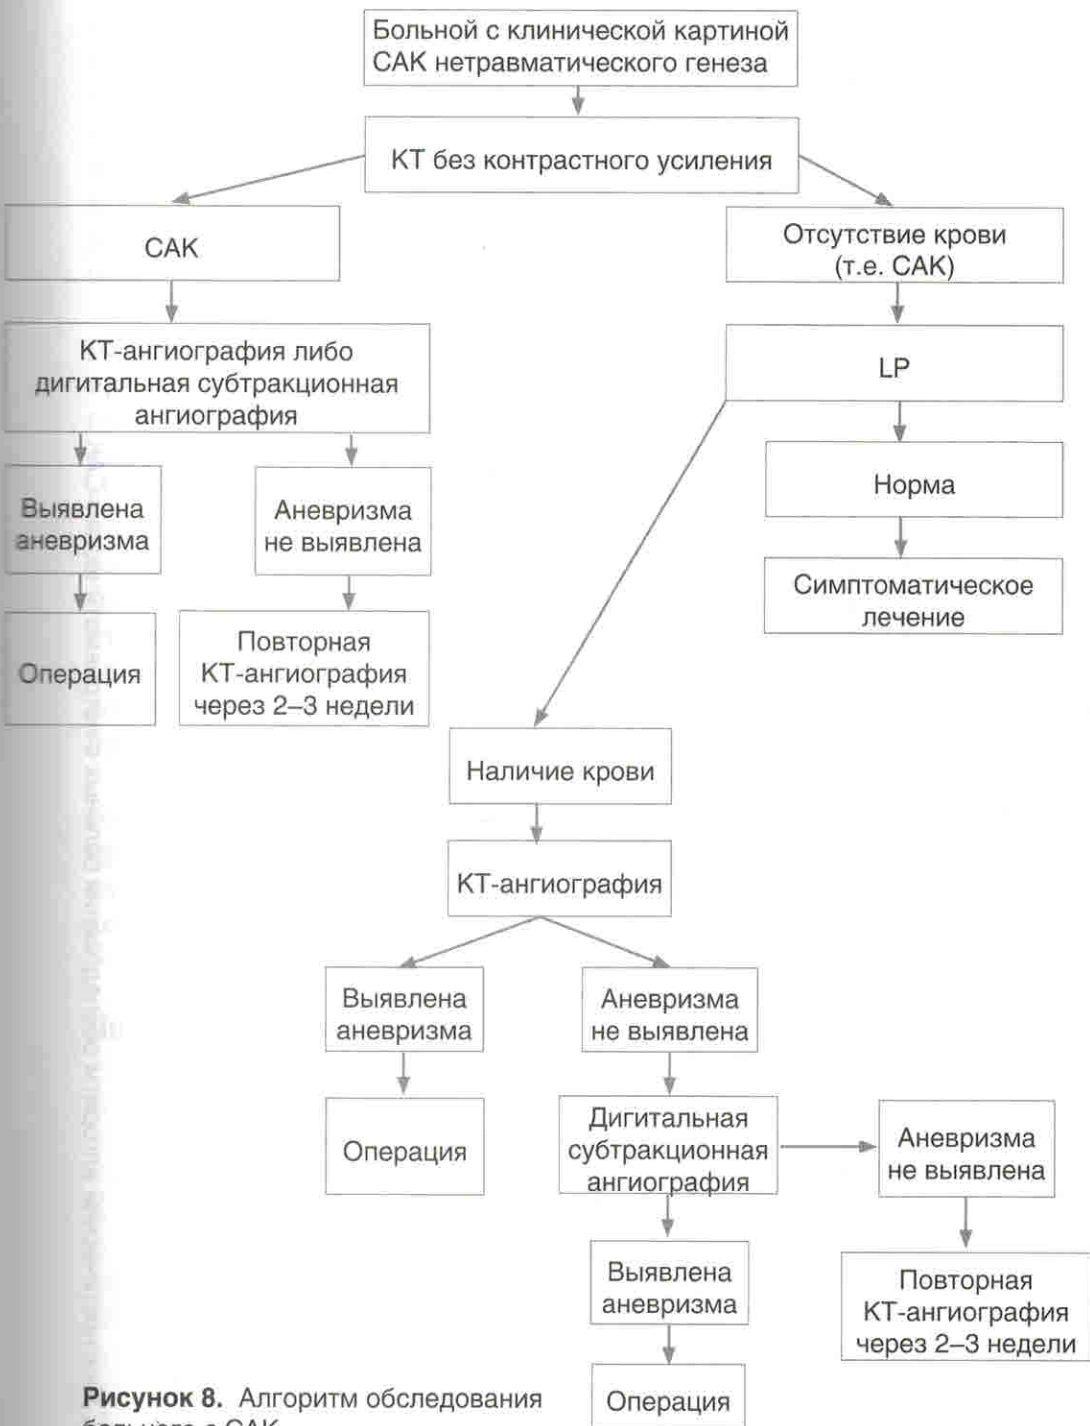 Больной с клинической картиной
САК нетравматического генеза
КТ без контрастного усиления
САК
Отсутствие крови
(т.е. САК)
КТ-ангиография либо
дигитальная субтракционная
ангиография
LP
Выявлена
аневризма
Аневризма
не выявлена
Норма
Операция
Повторная
КТ-ангиография
через 2–3 недели
Симптоматическое
лечение
Наличие крови
КТ-ангиография
Выявлена
аневризма
Аневризма
не выявлена
Операция
Дигитальная
субтракционная
ангиография
Аневризма
не выявлена
Выявлена
аневризма
Повторная
КТ-ангиография
через 2–3 недели
Операция
Рисунок 8. Алгоритм обследования
больного с САК